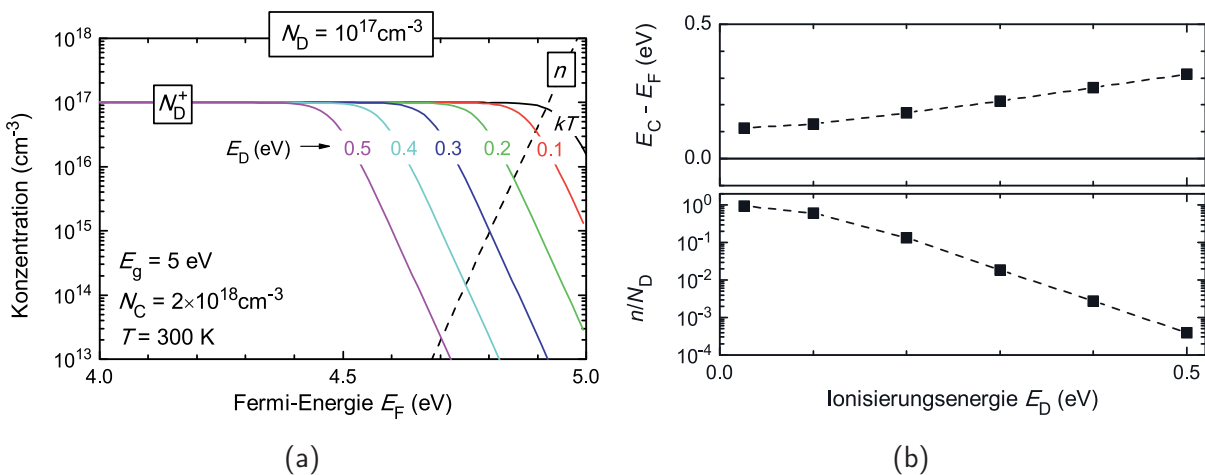 N_D = 10^17 cm^-3
n
N_D^+
kT
E_D (eV) → 0.5 0.4 0.3 0.2 0.1
E_g = 5 eV
N_C = 2×10^18 cm^-3
T = 300 K
10^18
10^17
10^16
10^15
10^14
10^13
Konzentration (cm^-3)
4.0 4.5 5.0
Fermi-Energie E_F (eV)
(a)
0.5
0.0
E_C - E_F (eV)
10^0
10^-1
10^-2
10^-3
10^-4
n/N_D
0.0 0.5
Ionisierungsenergie E_D (eV)
(b)